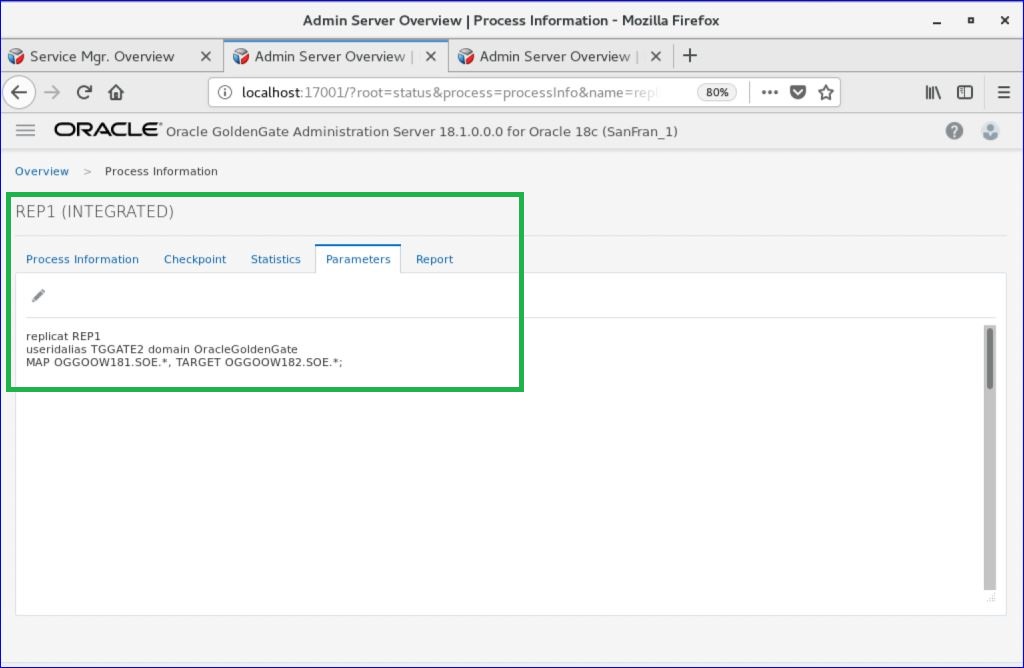 Admin Server Overview | Process Information - Mozilla Firefox
Service Mgr. Overview
Admin Server Overview |
Admin Server Overview |
localhost:17001/?root=status&process=processInfo&name=repl
80%
ORACLE Oracle GoldenGate Administration Server 18.1.0.0.0 for Oracle 18c (SanFran_1)
Overview > Process Information
REP1 (INTEGRATED)
Process Information Checkpoint Statistics Parameters Report
replicat REP1
useridalias TGGATE2 domain OracleGoldenGate
MAP OGGOOW181.SOE.*, TARGET OGGOOW182.SOE.*;